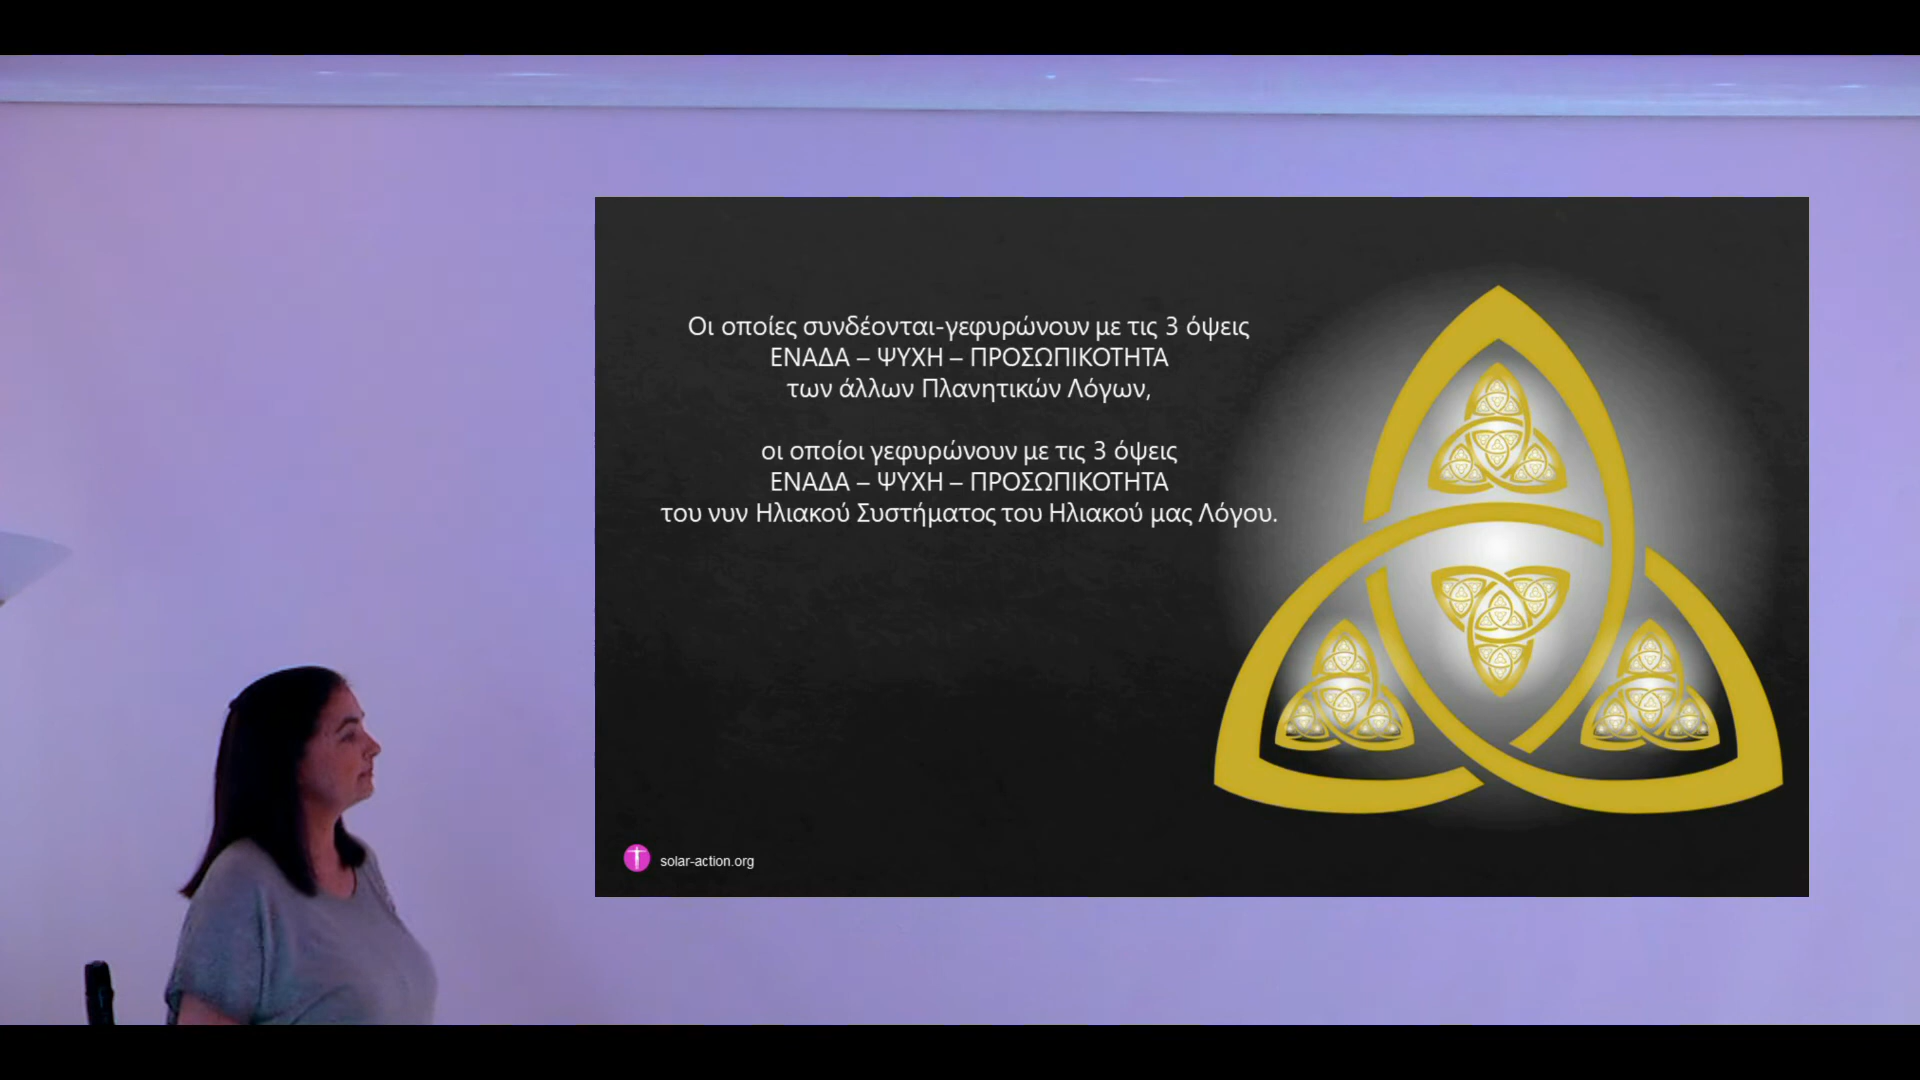 Οι οποίες συνδέονται-γεφυρώνουν με τις 3 όψεις
ΕΝΑΔΑ – ΨΥΧΗ – ΠΡΟΣΩΠΙΚΟΤΗΤΑ
των άλλων Πλανητικών Λόγων,
οι οποίοι γεφυρώνουν με τις 3 όψεις
ΕΝΑΔΑ – ΨΥΧΗ – ΠΡΟΣΩΠΙΚΟΤΗΤΑ
του νυν Ηλιακού Συστήματος του Ηλιακού μας Λόγου.
solar-action.org